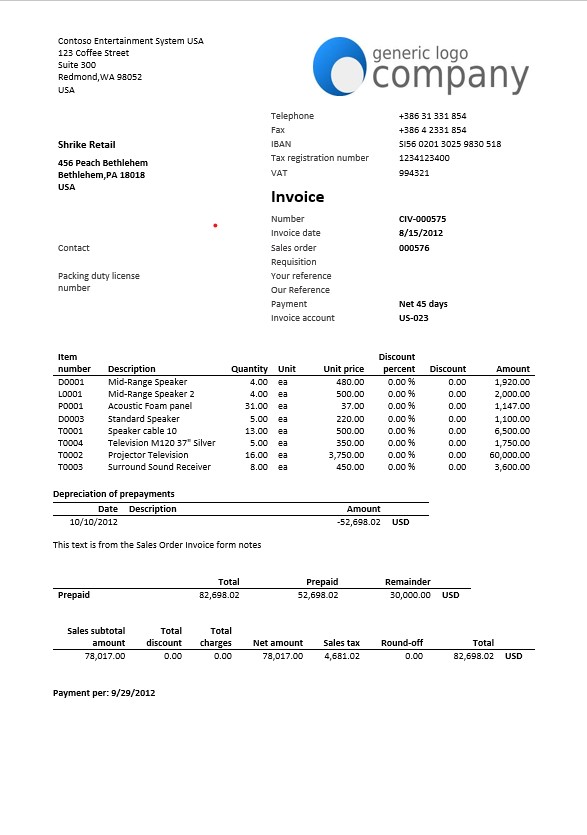 Contoso Entertainment System USA
123 Coffee Street
Suite 300
Redmond,WA 98052
USA
generic logo
company
Telephone +386 31 331 854
Fax +386 4 2331 854
IBAN SI56 0201 3025 9830 518
Tax registration number 1234123400
VAT 994321
Shrike Retail
456 Peach Bethlehem
Bethlehem,PA 18018
USA
Invoice
Number CIV-000575
Invoice date 8/15/2012
Contact
Sales order 000576
Requisition
Packing duty license
number
Your reference
Our Reference
Payment Net 45 days
Invoice account US-023
Item number Description Quantity Unit Unit price Discount percent Discount Amount
D0001 Mid-Range Speaker 4.00 ea 480.00 0.00 % 0.00 1,920.00
L0001 Mid-Range Speaker 2 4.00 ea 500.00 0.00 % 0.00 2,000.00
P0001 Acoustic Foam panel 31.00 ea 37.00 0.00 % 0.00 1,147.00
D0003 Standard Speaker 5.00 ea 220.00 0.00 % 0.00 1,100.00
T0001 Speaker cable 10 13.00 ea 500.00 0.00 % 0.00 6,500.00
T0004 Television M120 37" Silver 5.00 ea 350.00 0.00 % 0.00 1,750.00
T0002 Projector Television 16.00 ea 3,750.00 0.00 % 0.00 60,000.00
T0003 Surround Sound Receiver 8.00 ea 450.00 0.00 % 0.00 3,600.00
Depreciation of prepayments
Date Description Amount
10/10/2012 -52,698.02 USD
This text is from the Sales Order Invoice form notes
Total Prepaid Remainder
Prepaid 82,698.02 52,698.02 30,000.00 USD
Sales subtotal amount Total discount Total charges Net amount Sales tax Round-off Total
78,017.00 0.00 0.00 78,017.00 4,681.02 0.00 82,698.02 USD
Payment per: 9/29/2012